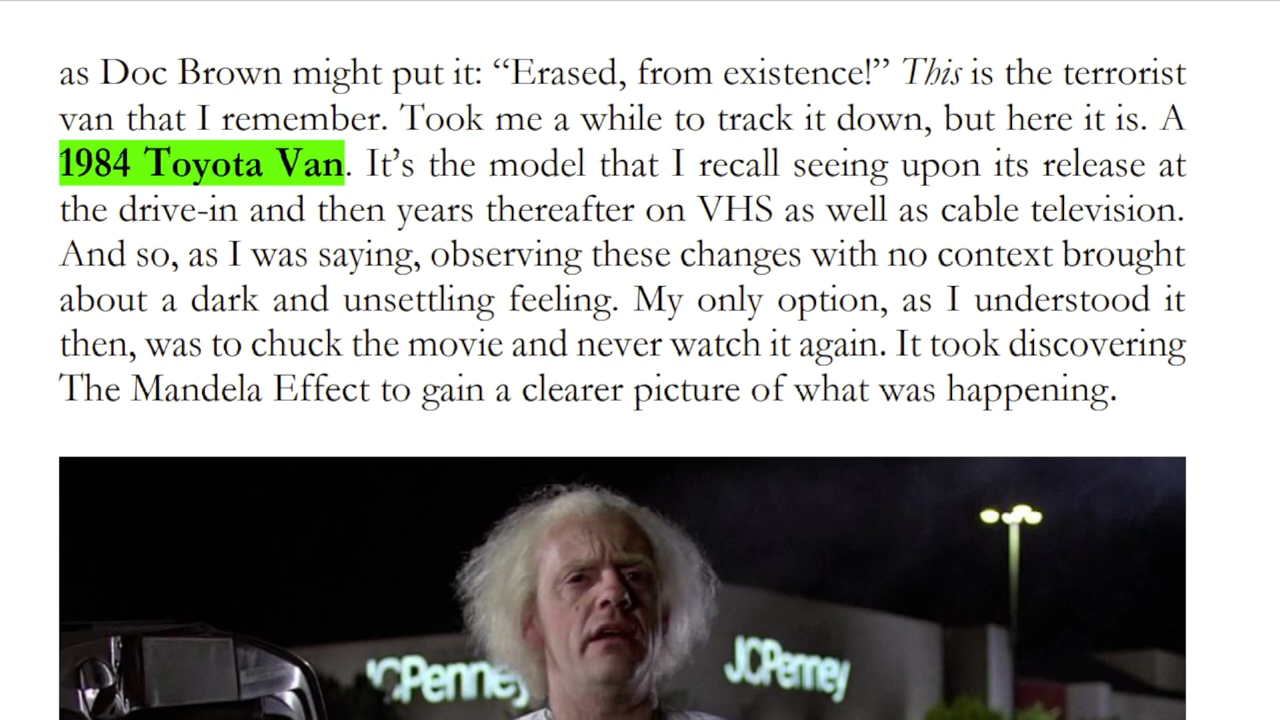 as Doc Brown might put it: “Erased, from existence!” This is the terrorist
van that I remember. Took me a while to track it down, but here it is. A
1984 Toyota Van. It’s the model that I recall seeing upon its release at
the drive-in and then years thereafter on VHS as well as cable television.
And so, as I was saying, observing these changes with no context brought
about a dark and unsettling feeling. My only option, as I understood it
then, was to chuck the movie and never watch it again. It took discovering
The Mandela Effect to gain a clearer picture of what was happening.
JCPenney
JCPenney